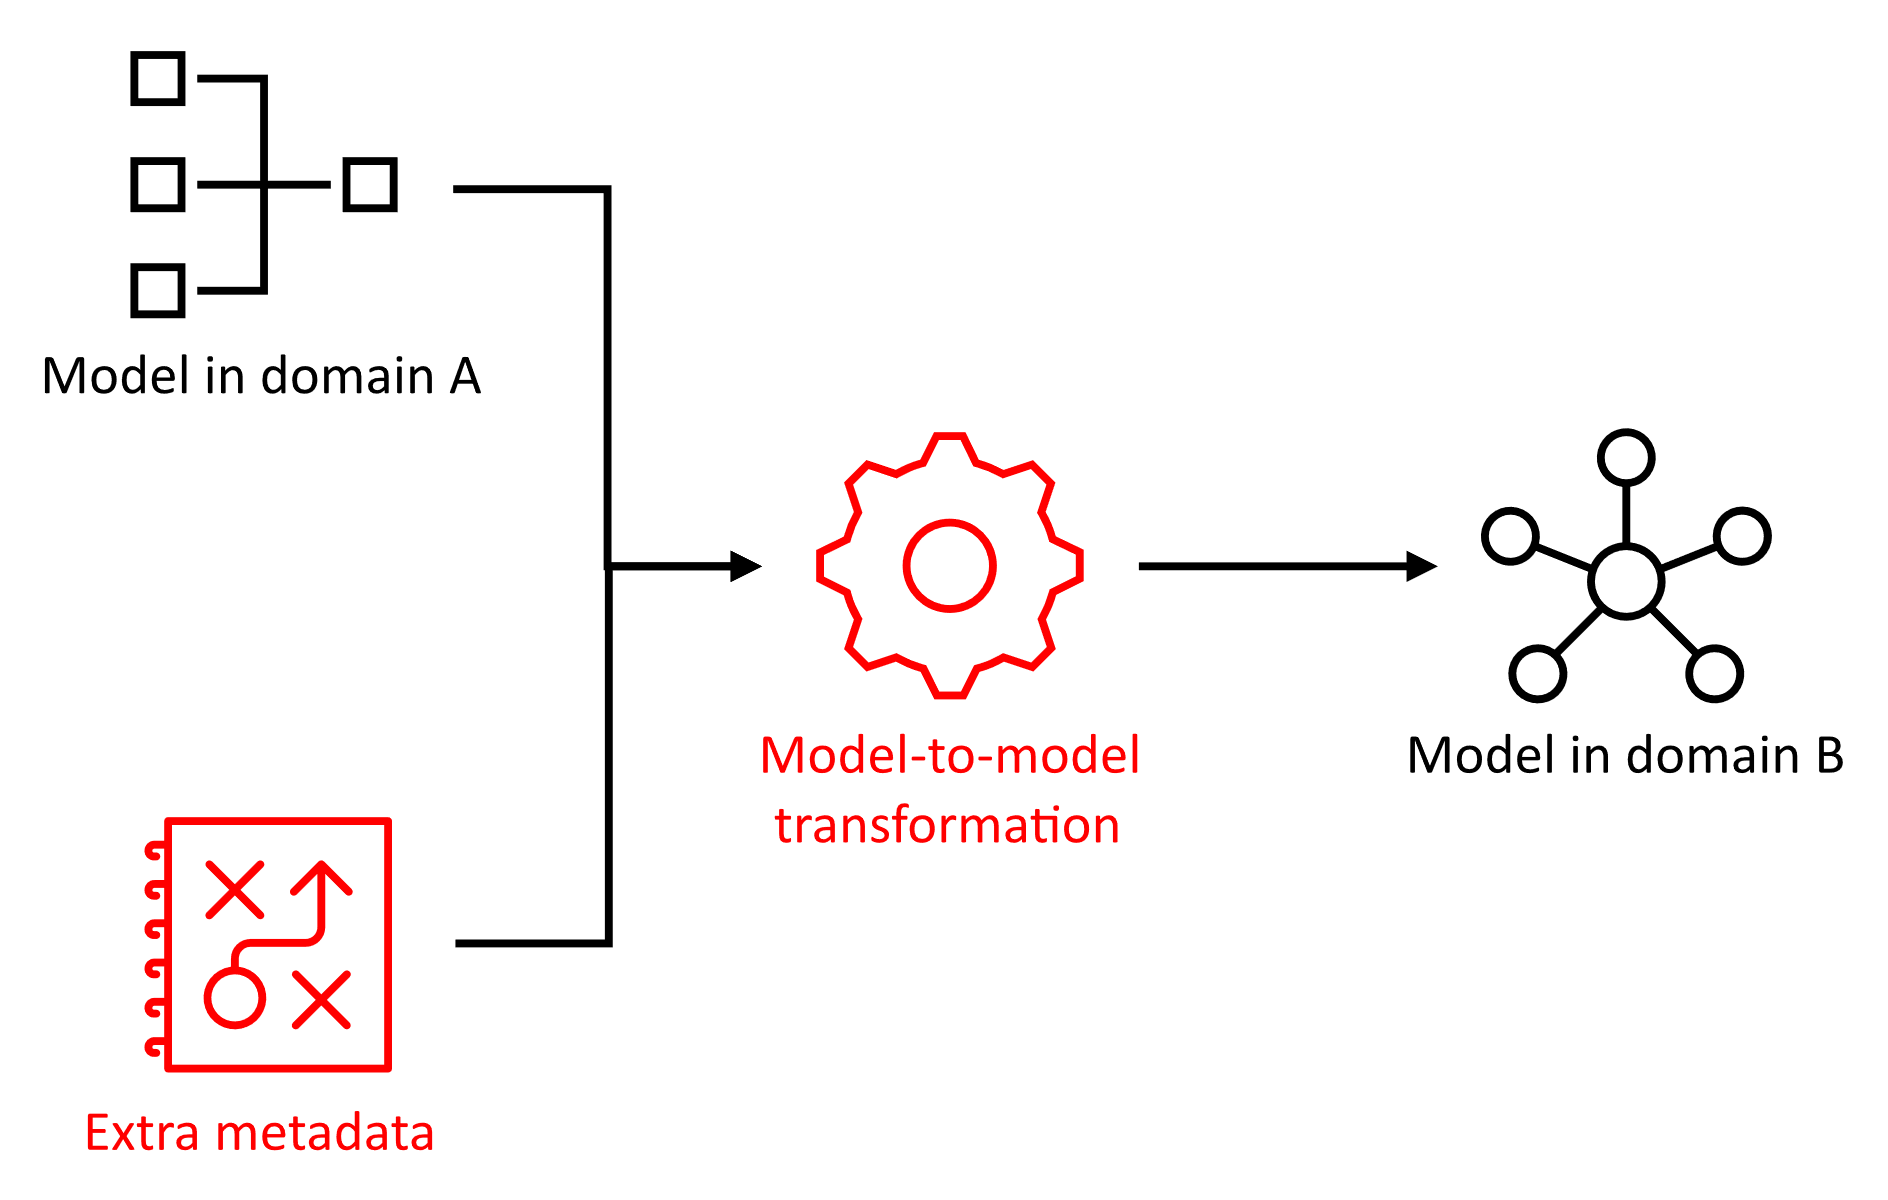 Model in domain A
Model-to-model
transformation
Model in domain B
Extra metadata